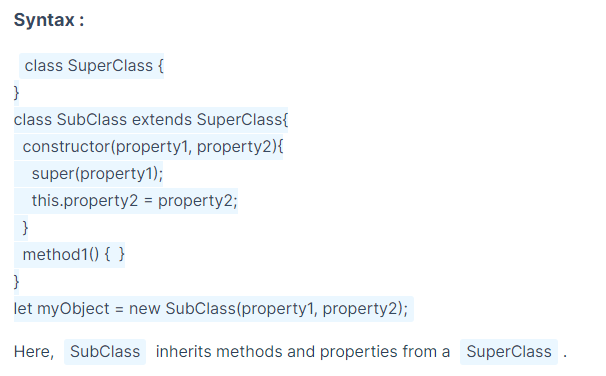 Syntax :
class SuperClass {
}
class SubClass extends SuperClass{
constructor(property1, property2){
super(property1);
this.property2 = property2;
}
method1() { }
}
let myObject = new SubClass(property1, property2);
Here, SubClass inherits methods and properties from a SuperClass .